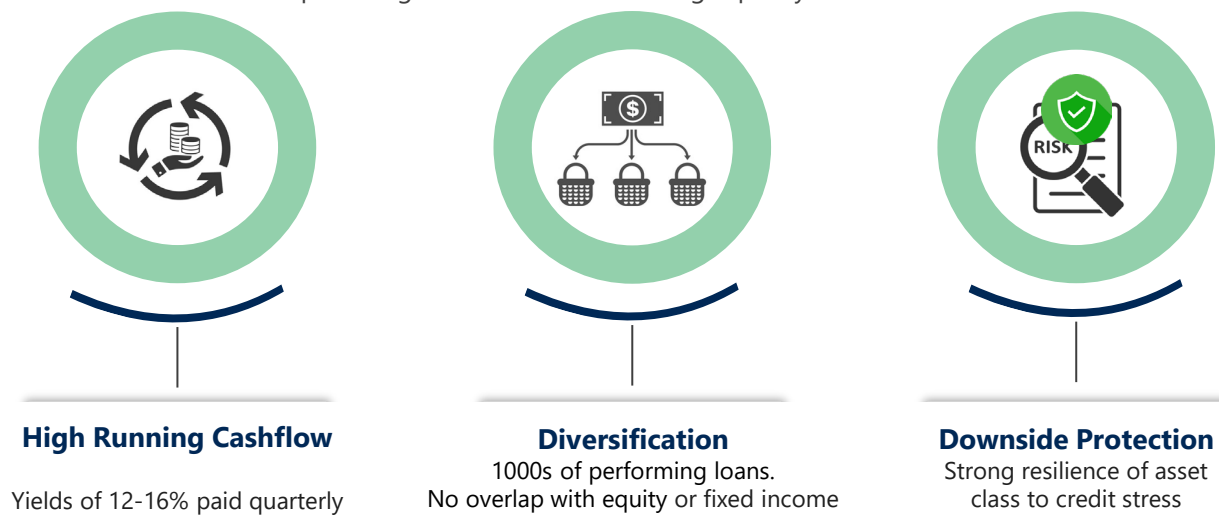 RISK
High Running Cashflow
Diversification
Downside Protection
Yields of 12-16% paid quarterly
1000s of performing loans.
No overlap with equity or fixed income
Strong resilience of asset
class to credit stress